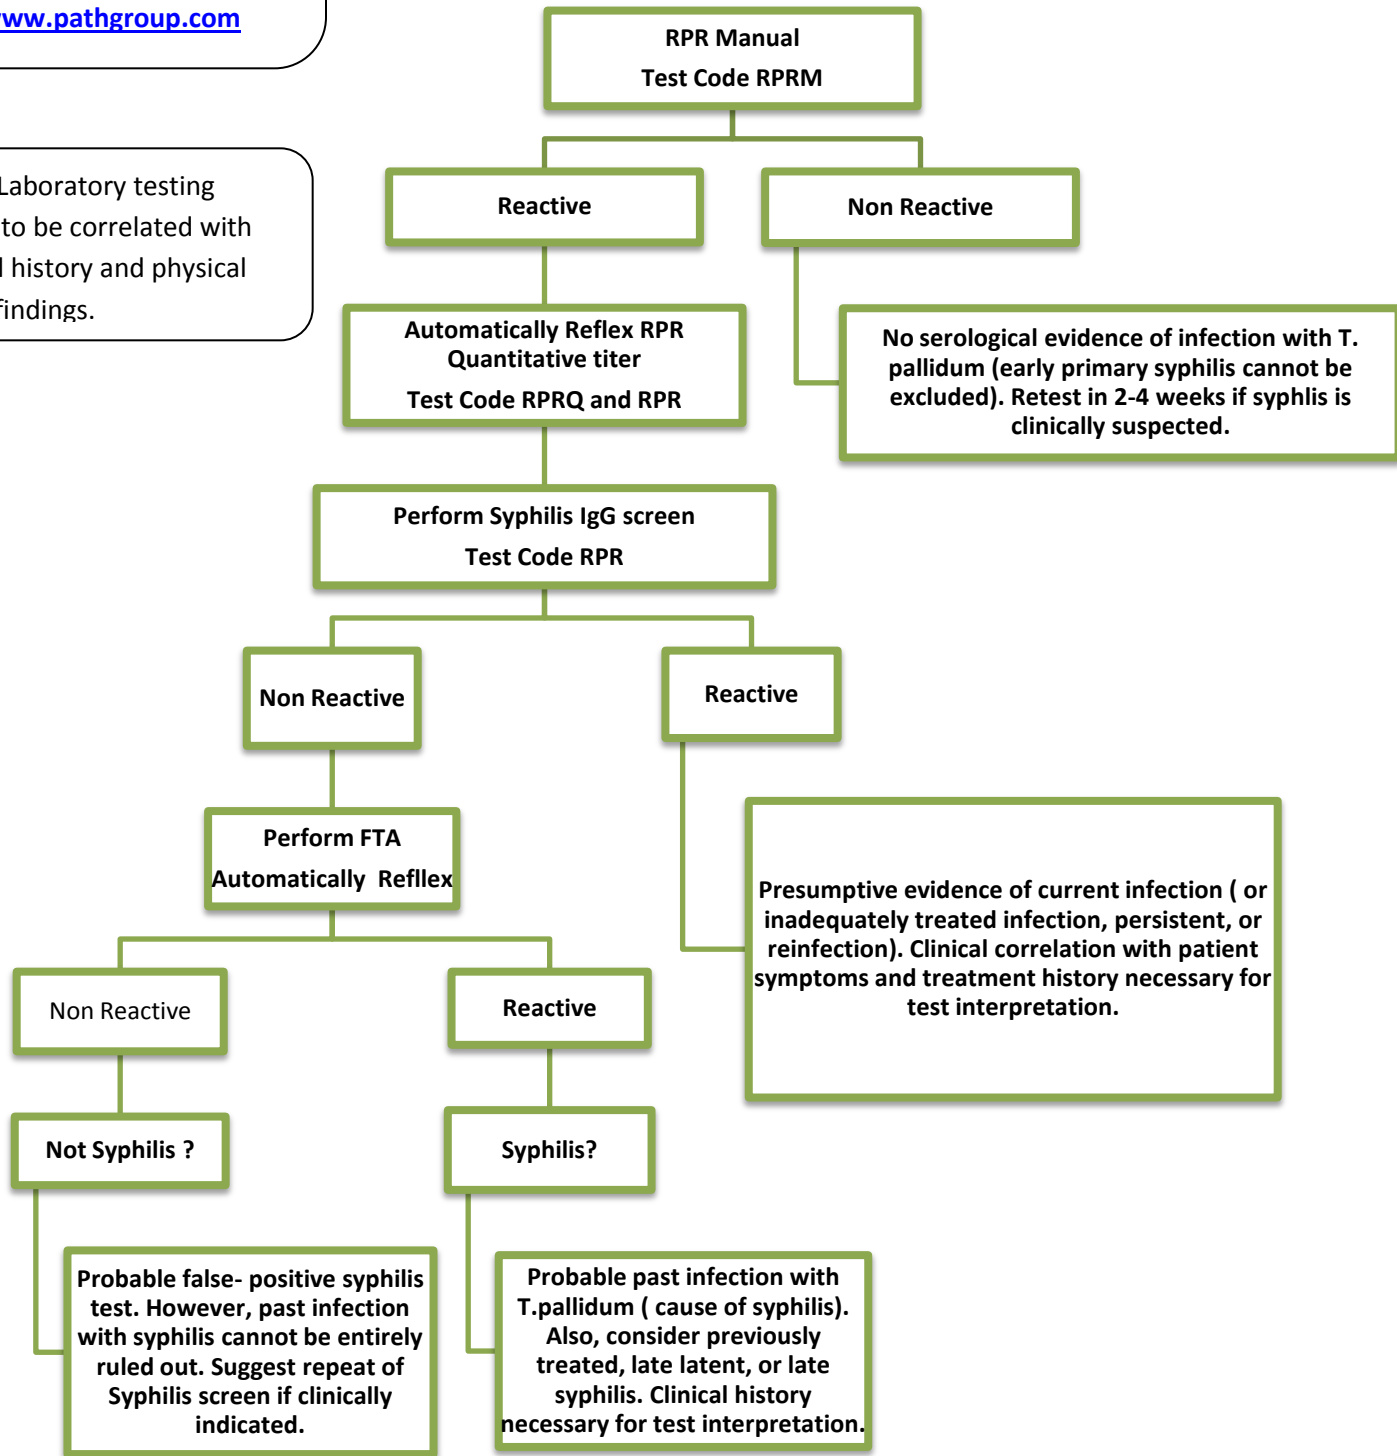 www.pathgroup.com
Laboratory testing
to be correlated with
history and physical
findings.
RPR Manual
Test Code RPRM
Reactive
Non Reactive
Automatically Reflex RPR
Quantitative titer
Test Code RPRQ and RPR
No serological evidence of infection with T.
pallidum (early primary syphilis cannot be
excluded). Retest in 2-4 weeks if syphlis is
clinically suspected.
Perform Syphilis IgG screen
Test Code RPR
Non Reactive
Reactive
Perform FTA
Automatically Refllex
Presumptive evidence of current infection ( or
inadequately treated infection, persistent, or
reinfection). Clinical correlation with patient
symptoms and treatment history necessary for
test interpretation.
Non Reactive
Reactive
Not Syphilis ?
Syphilis?
Probable false- positive syphilis
test. However, past infection
with syphilis cannot be entirely
ruled out. Suggest repeat of
Syphilis screen if clinically
indicated.
Probable past infection with
T.pallidum ( cause of syphilis).
Also, consider previously
treated, late latent, or late
syphilis. Clinical history
necessary for test interpretation.